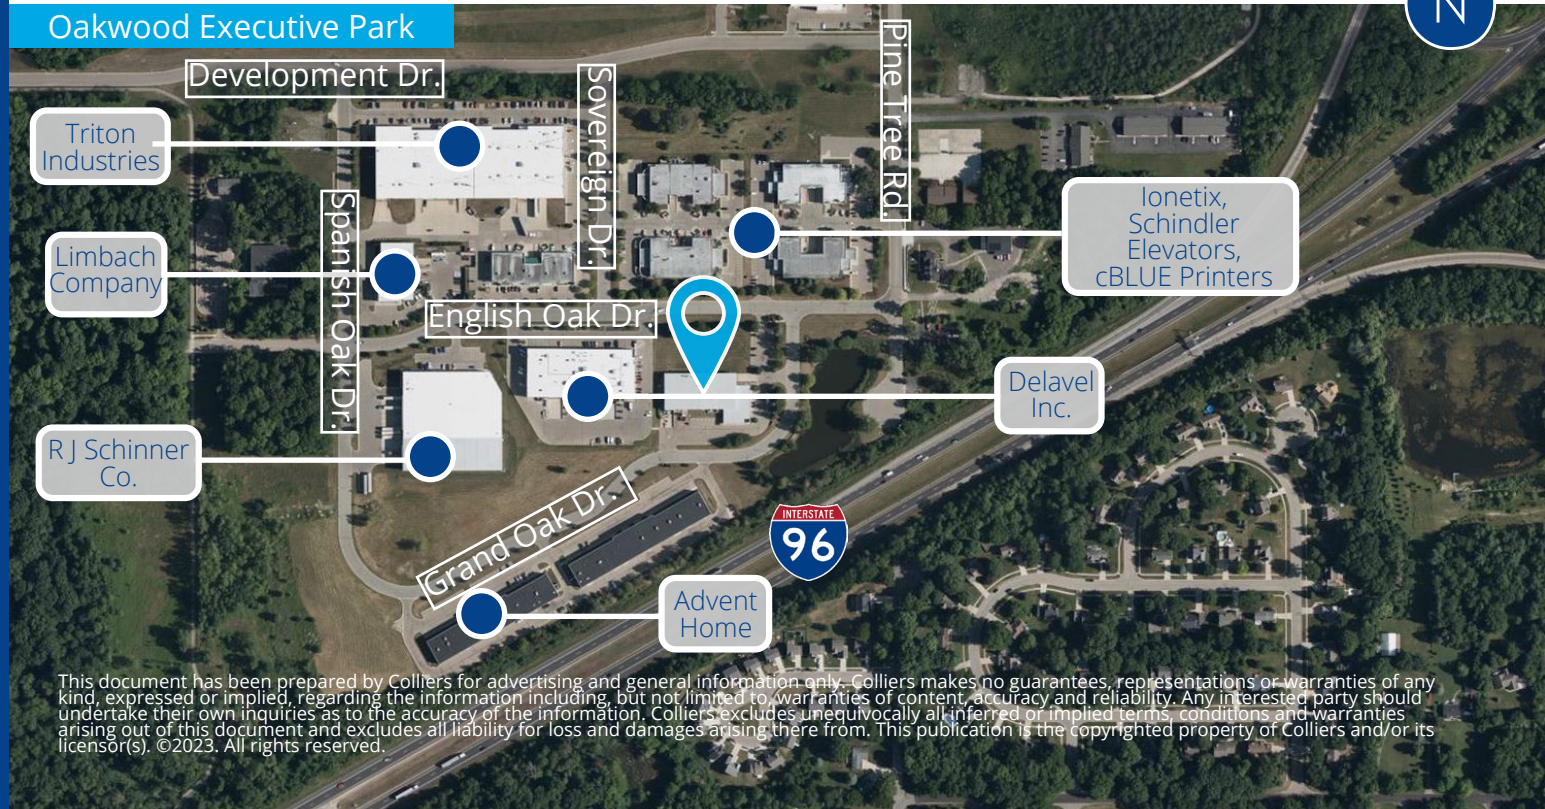 Oakwood Executive Park
N
Development Dr.
Sovereign Dr.
Pine Tree Rd.
Triton
Industries
Spanish Oak Dr.
Ionetix,
Schindler
Elevators,
cBLUE Printers
Limbach
Company
English Oak Dr.
Delavel
Inc.
R J Schinner
Co.
Grand Oak Dr.
INTERSTATE
96
Advent
Home
This document has been prepared by Colliers for advertising and general information only. Colliers makes no guarantees, representations or warranties of any
kind, expressed or implied, regarding the information including, but not limited to, warranties of content, accuracy and reliability. Any interested party should
undertake their own inquiries as to the accuracy of the information. Colliers excludes unequivocally all inferred or implied terms, conditions and warranties
arising out of this document and excludes all liability for loss and damages arising there from. This publication is the copyrighted property of Colliers and/or its
licensor(s). ©2023. All rights reserved.